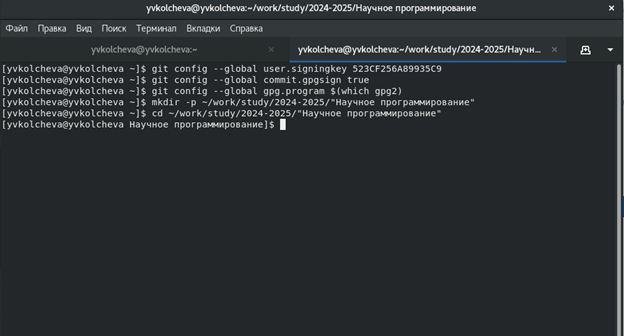 yvkolcheva@yvkolcheva:~/work/study/2024-2025/Научное программирование
Файл Правка Вид Поиск Терминал Вкладки Справка
yvkolcheva@yvkolcheva:~ yvkolcheva@yvkolcheva:~/work/study/2024-2025/Научн...
[yvkolcheva@yvkolcheva ~]$ git config --global user.signingkey 523CF256A89935C9
[yvkolcheva@yvkolcheva ~]$ git config --global commit.gpgsign true
[yvkolcheva@yvkolcheva ~]$ git config --global gpg.program $(which gpg2)
[yvkolcheva@yvkolcheva ~]$ mkdir -p ~/work/study/2024-2025/"Научное программирование"
[yvkolcheva@yvkolcheva ~]$ cd ~/work/study/2024-2025/"Научное программирование"
[yvkolcheva@yvkolcheva Научное программирование]$